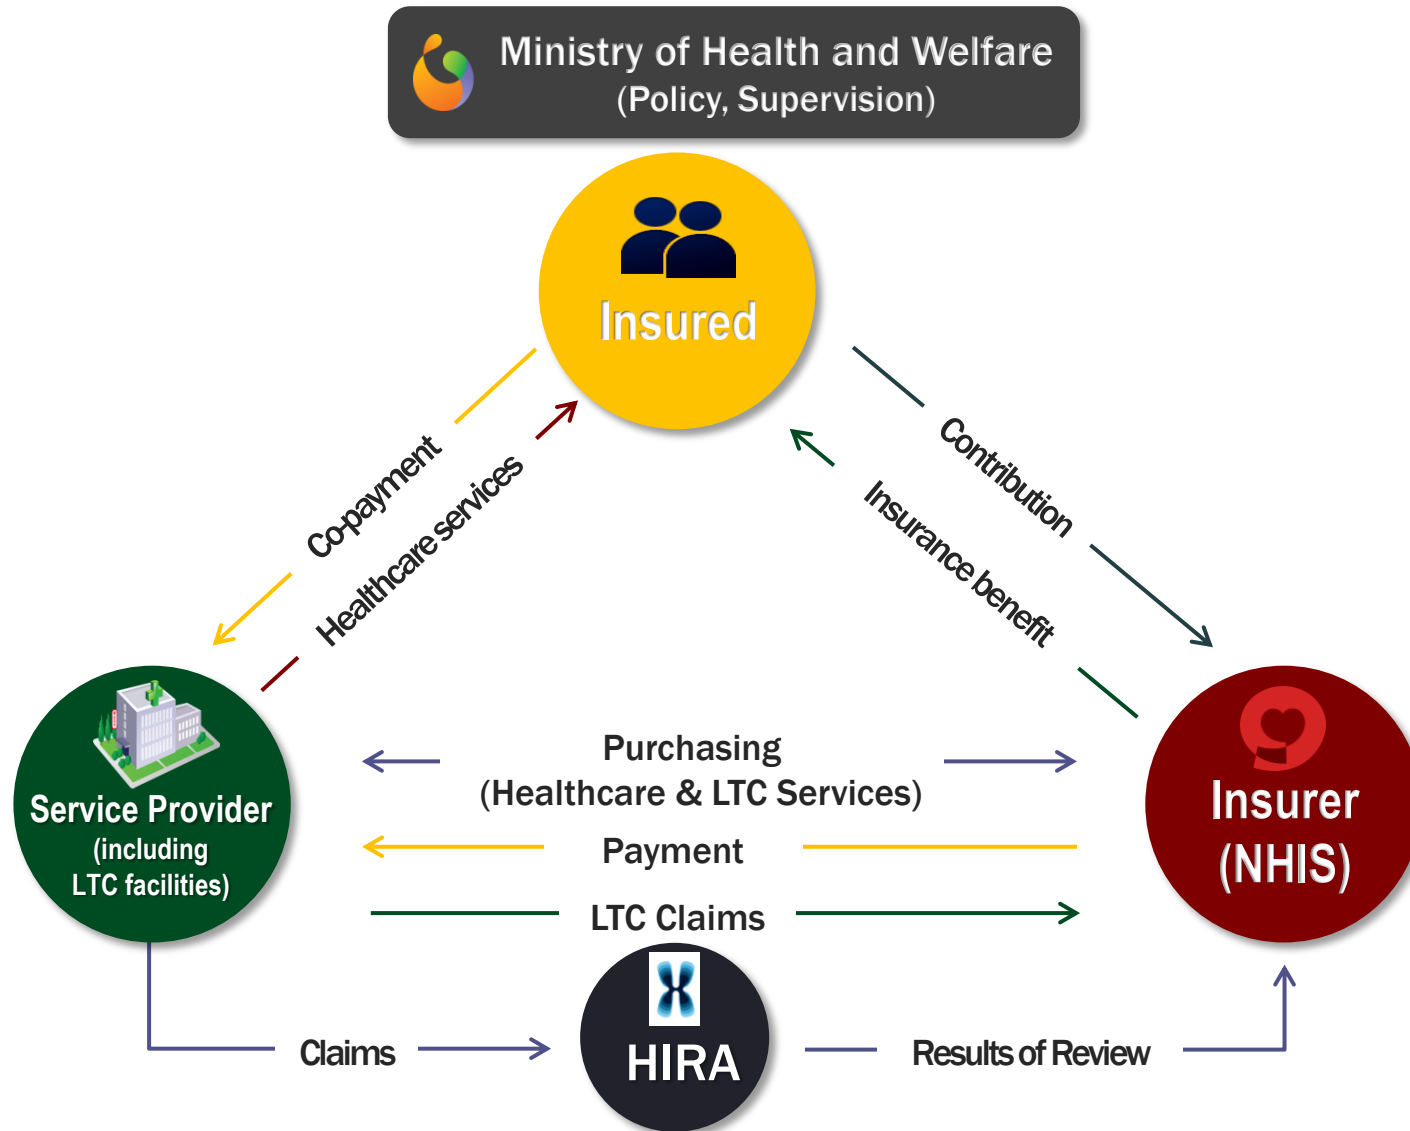 Ministry of Health and Welfare
(Policy, Supervision)
Insured
Co-payment
Healthcare services
Contribution
Insurance benefit
Service Provider
(including
LTC facilities)
Purchasing
(Healthcare & LTC Services)
Payment
LTC Claims
Insurer
(NHIS)
Claims
HIRA
Results of Review